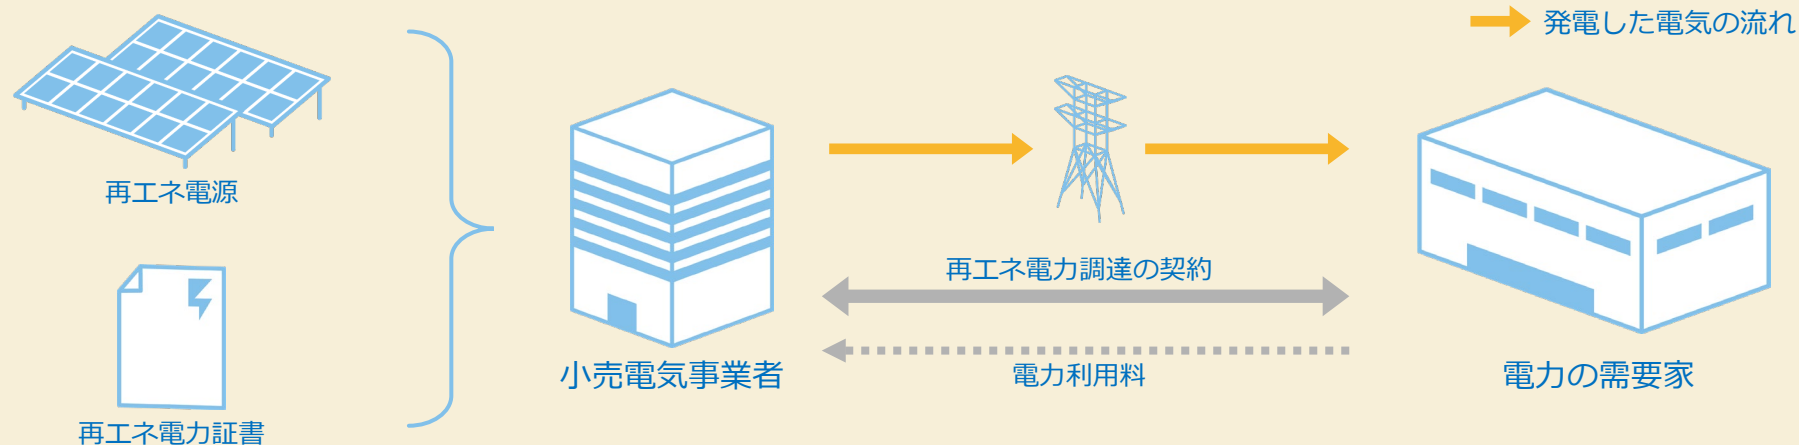 発電した電気の流れ
再エネ電源
再エネ電力調達の契約
小売電気事業者
電力利用料
電力の需要家
再エネ電力証書